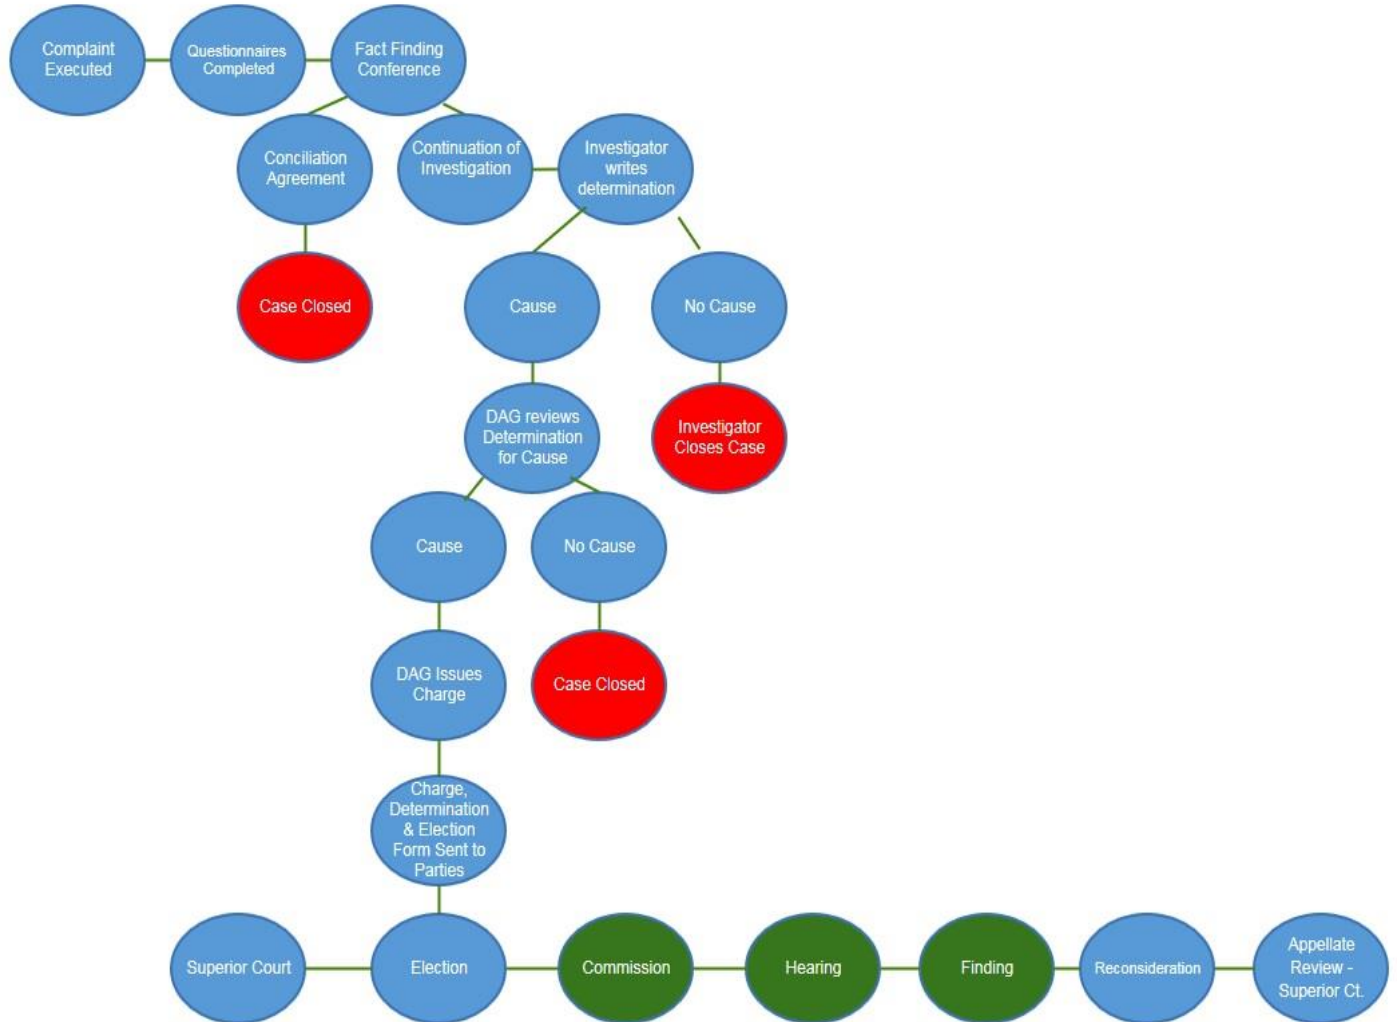 Complaint
Executed
Questionnaires
Completed
Fact Finding
Conference
Conciliation
Agreement
Continuation of
Investigation
Investigator
writes
determination
Case Closed
Cause
No Cause
DAG reviews
Determination
for Cause
Investigator
Closes Case
Cause
No Cause
DAG Issues
Charge
Case Closed
Charge,
Determination
& Election
Form Sent to
Parties
Superior Court
Election
Commission
Hearing
Finding
Reconsideration
Appellate
Review -
Superior Ct.